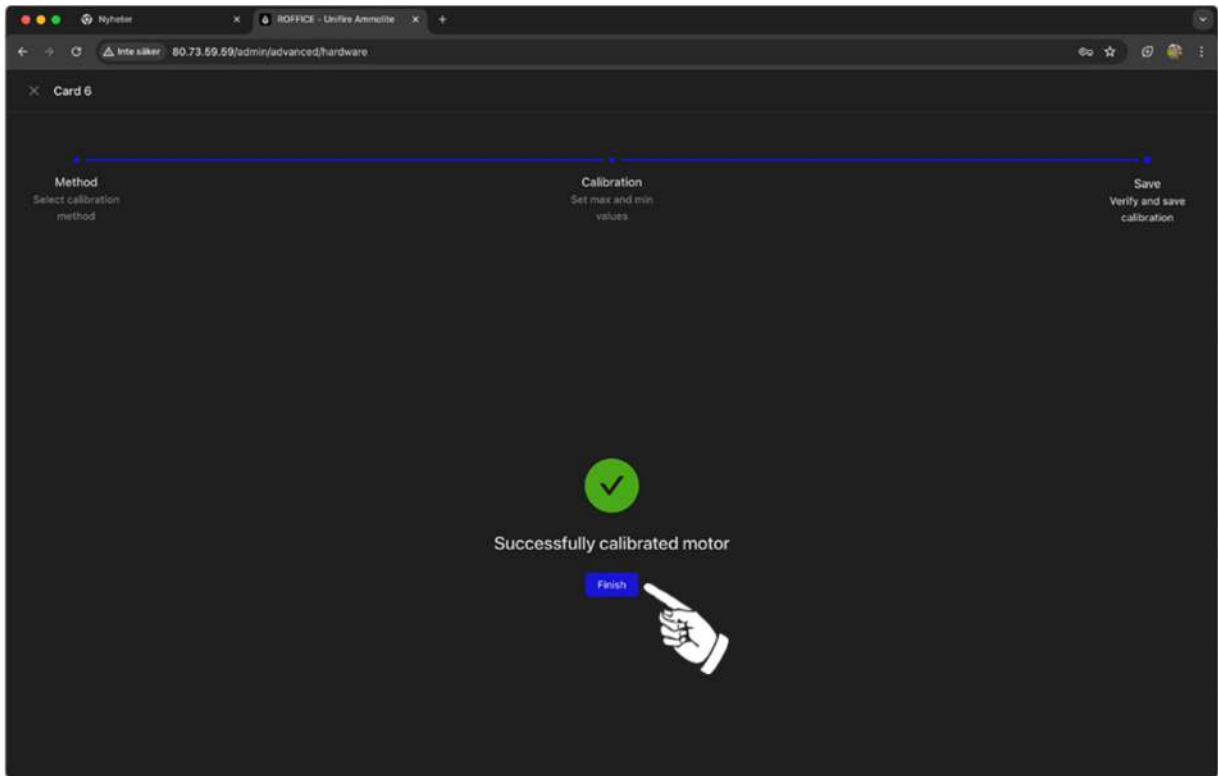 Nyheter
ROFFICE - Unifire Ammolite
Inte säker 80.73.59.59/admin/advanced/hardware
Card 6
Method
Select calibration
method
Calibration
Set max and min
values
Save
Verify and save
calibration
Successfully calibrated motor
Finish